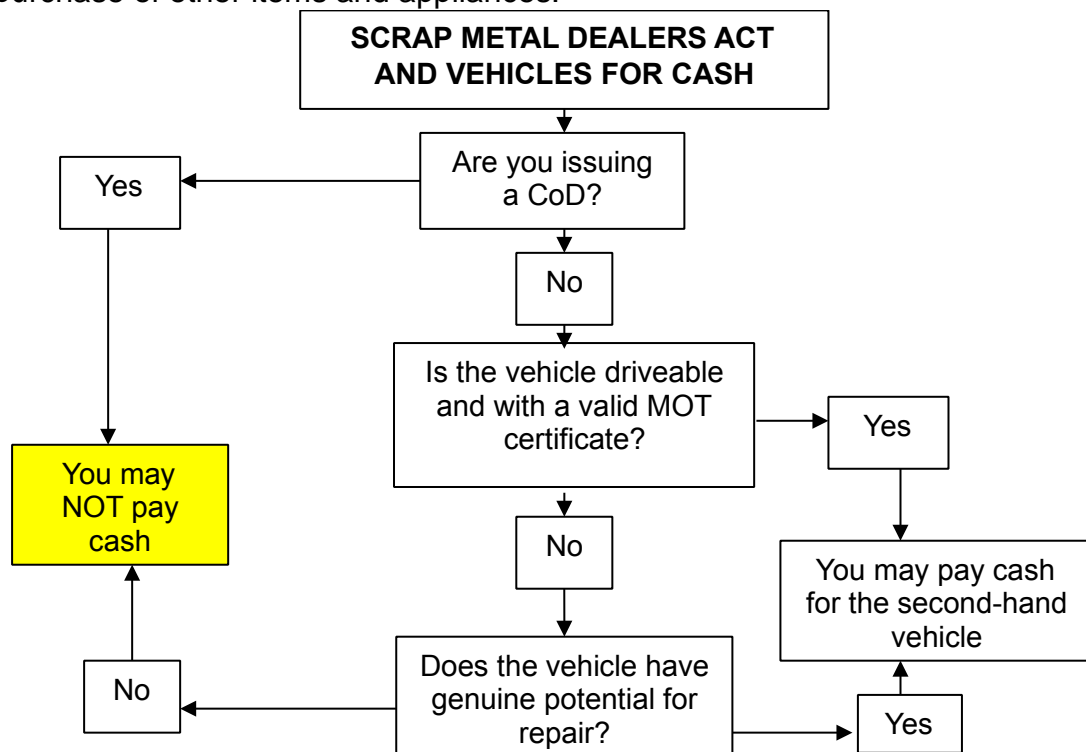 purchase of other items and appliances.
SCRAP METAL DEALERS ACT
AND VEHICLES FOR CASH
Are you issuing
a CoD?
Yes
No
Is the vehicle driveable
and with a valid MOT
certificate?
Yes
You may
NOT pay
cash
No
You may pay cash
for the second-hand
vehicle
Does the vehicle have
genuine potential for
repair?
No
Yes